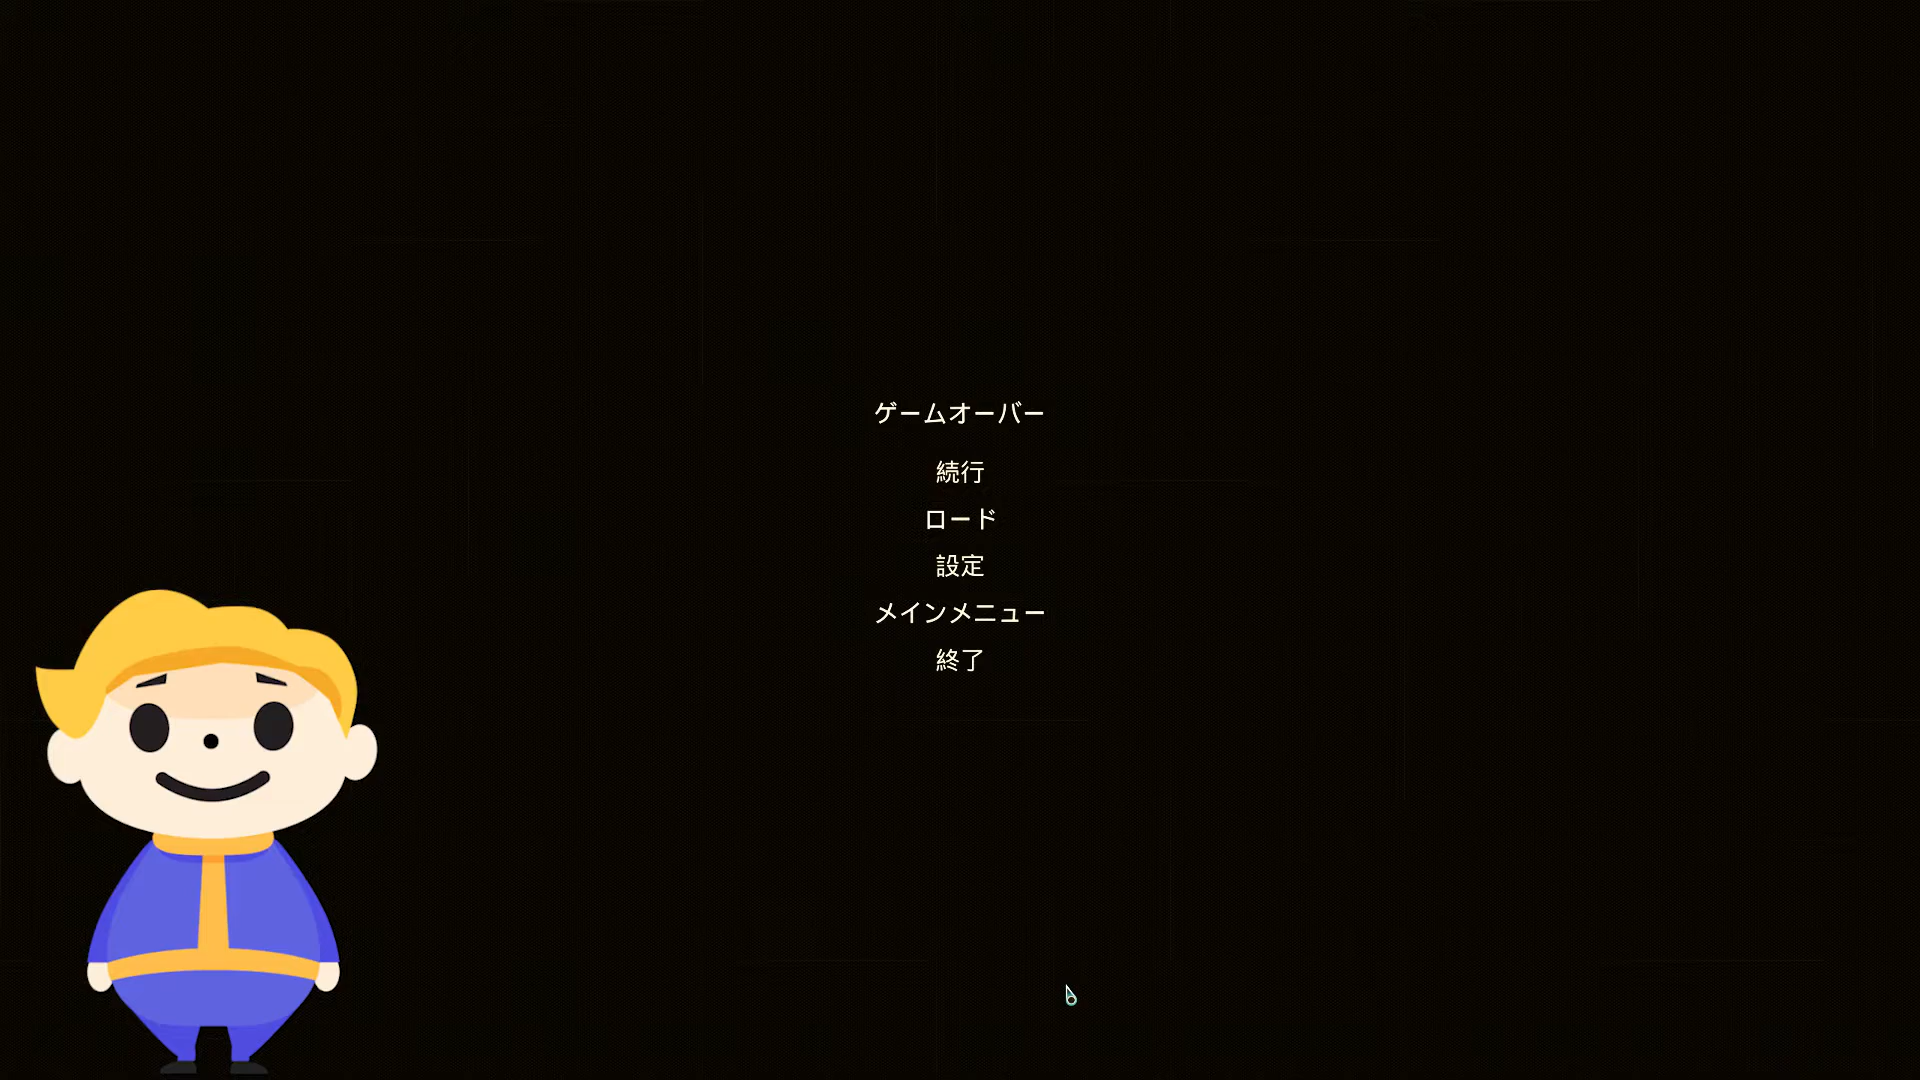 ゲームオーバー
続行
ロード
設定
メインメニュー
終了